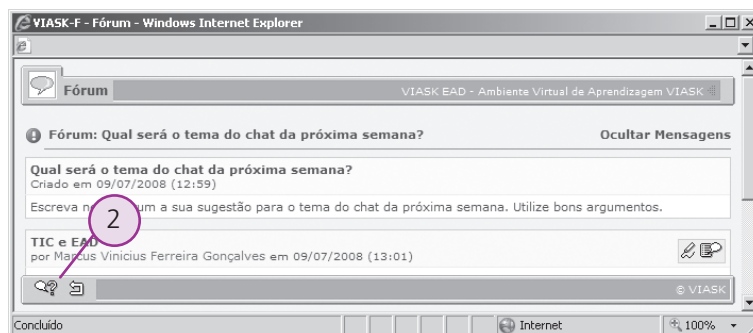 VIASK-F - Fórum - Windows Internet Explorer
Fórum
VIASK EAD - Ambiente Virtual de Aprendizagem VIASK
Fórum: Qual será o tema do chat da próxima semana? Ocultar Mensagens
Qual será o tema do chat da próxima semana?
Criado em 09/07/2008 (12:59)
Escreva a sua sugestão para o tema do chat da próxima semana. Utilize bons argumentos.
2
TIC e EAD
por Marcus Vinicius Ferreira Gonçalves em 09/07/2008 (13:01)
© VIASK
Concluído Internet 100%